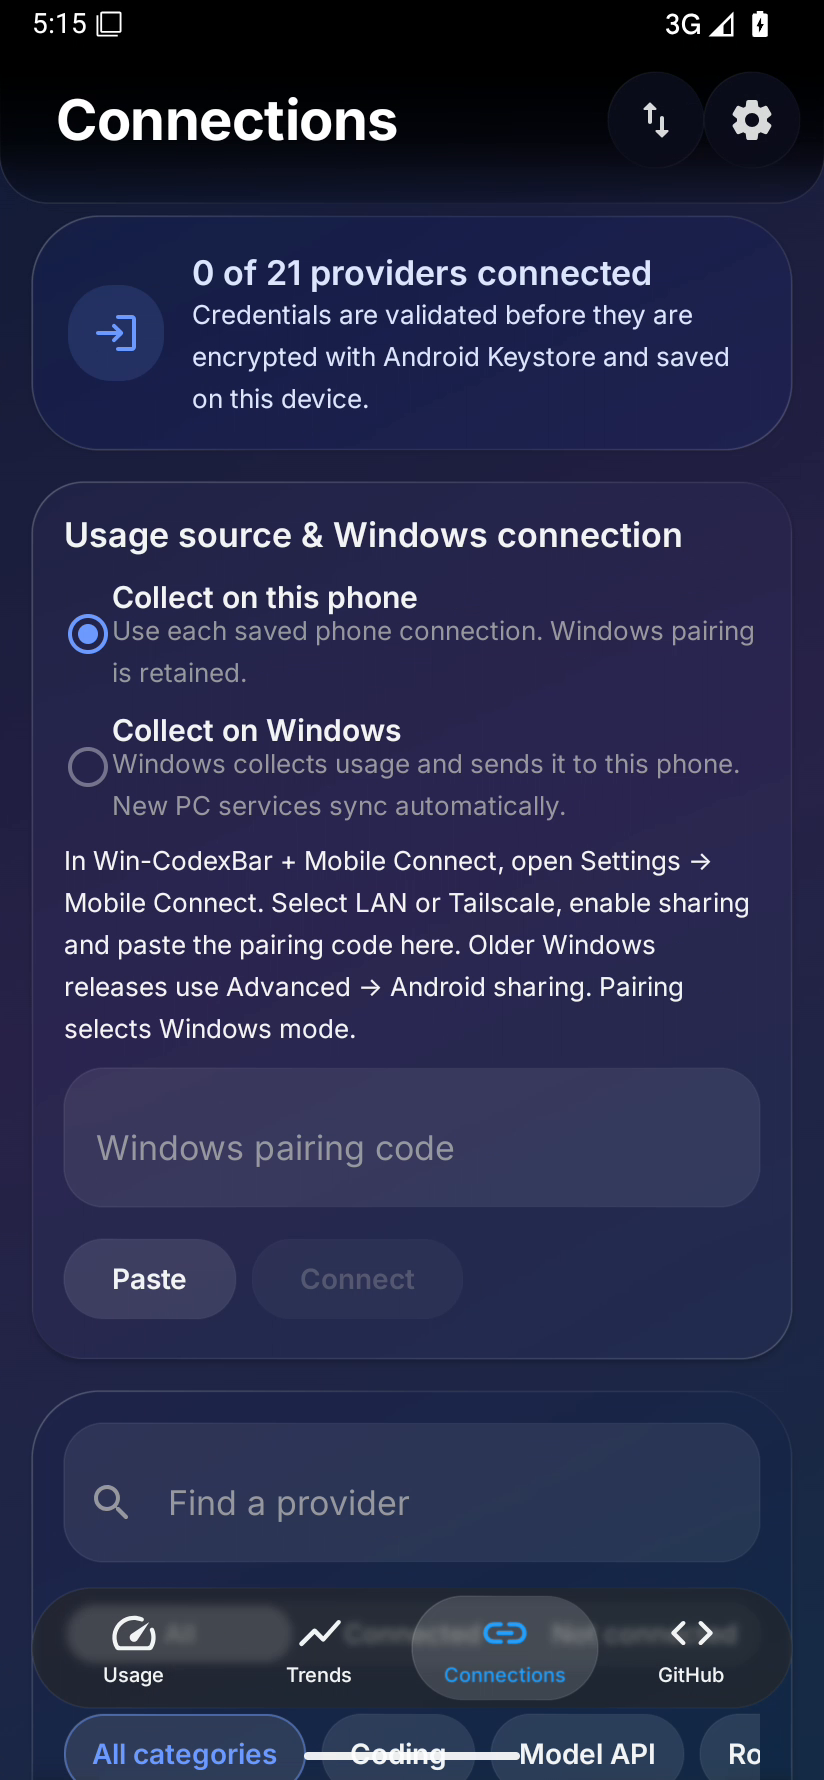 5:15
3G
Connections
0 of 21 providers connected
Credentials are validated before they are
encrypted with Android Keystore and saved
on this device.
Usage source & Windows connection
Collect on this phone
Use each saved phone connection. Windows pairing
is retained.
Collect on Windows
Windows collects usage and sends it to this phone.
New PC services sync automatically.
In Win-CodexBar + Mobile Connect, open Settings →
Mobile Connect. Select LAN or Tailscale, enable sharing
and paste the pairing code here. Older Windows
releases use Advanced → Android sharing. Pairing
selects Windows mode.
Windows pairing code
Paste
Connect
Find a provider
All
Connected
Not connected
Usage
Trends
Connections
GitHub
All categories
Coding
Model API
Ro